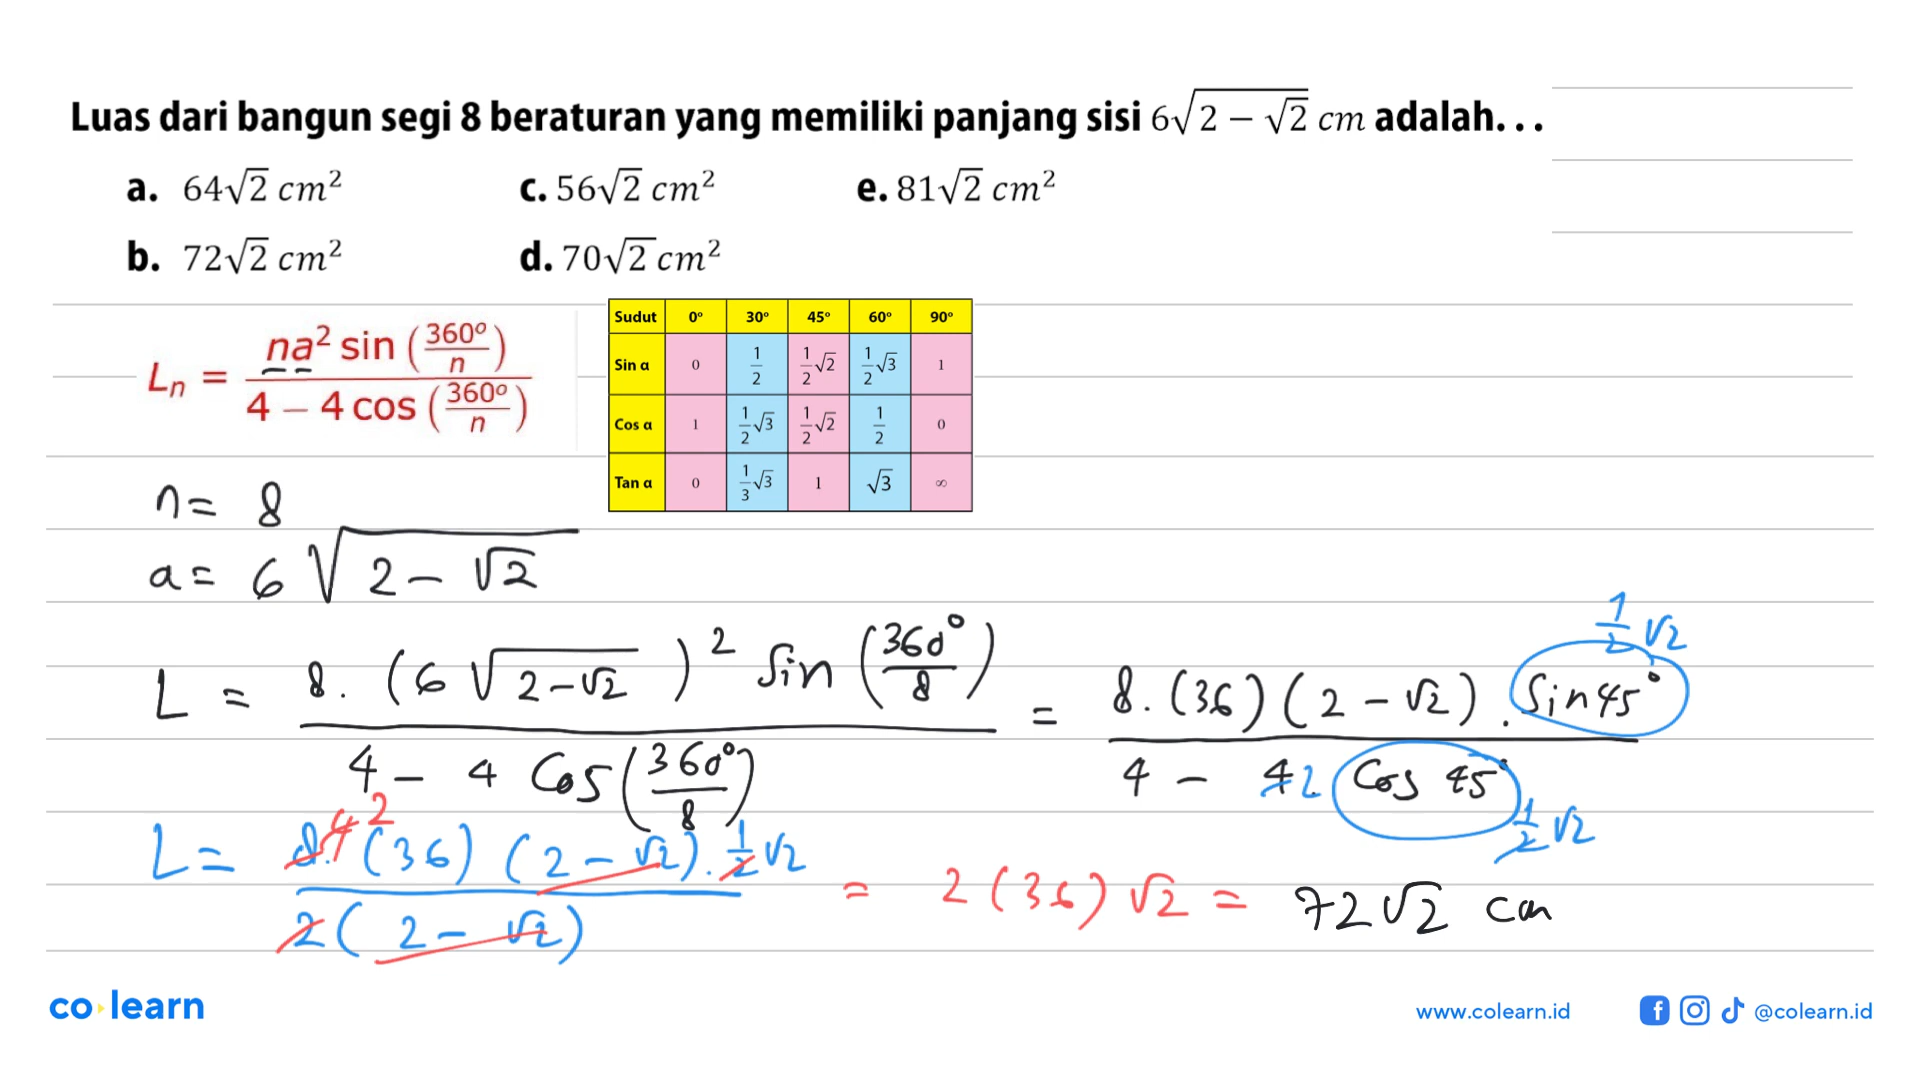 Luas dari bangun segi 8 beraturan yang memiliki panjang sisi 6√(2 − √2) cm adalah...
a. 64√2 cm² c. 56√2 cm² e. 81√2 cm²
b. 72√2 cm² d. 70√2 cm²
Lₙ = na² sin (360°/n) / 4 − 4 cos (360°/n)
Sudut 0° 30° 45° 60° 90°
Sin α 0 1/2 1/2√2 1/2√3 1
Cos α 1 1/2√3 1/2√2 1/2 0
Tan α 0 1/3√3 1 √3 ∞
n = 8
a = 6√(2 − √2)
L = 8. (6√(2−√2))² Sin (360°/8) / 4 − 4 Cos (360°/8) = 8. (36) (2 − √2) . Sin 45° 1/2 √2 / 4 − 4 2 Cos 45° 1/2 √2
L = 8. 4 2 (36) (2 − √2) . 1/2 √2 / 2 (2 − √2) = 2 (36) √2 = 72√2 cm
co learn
www.colearn.id @colearn.id